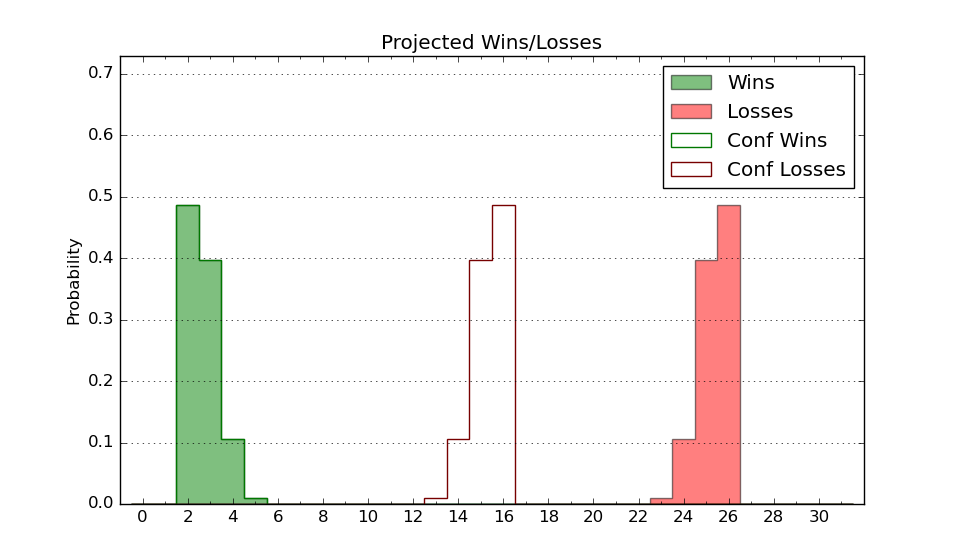 Projected Wins/Losses
0.7
0.6
0.5
0.4
0.3
0.2
0.1
0.0
Probability
Wins
Losses
Conf Wins
Conf Losses
0 2 4 6 8 10 12 14 16 18 20 22 24 26 28 30